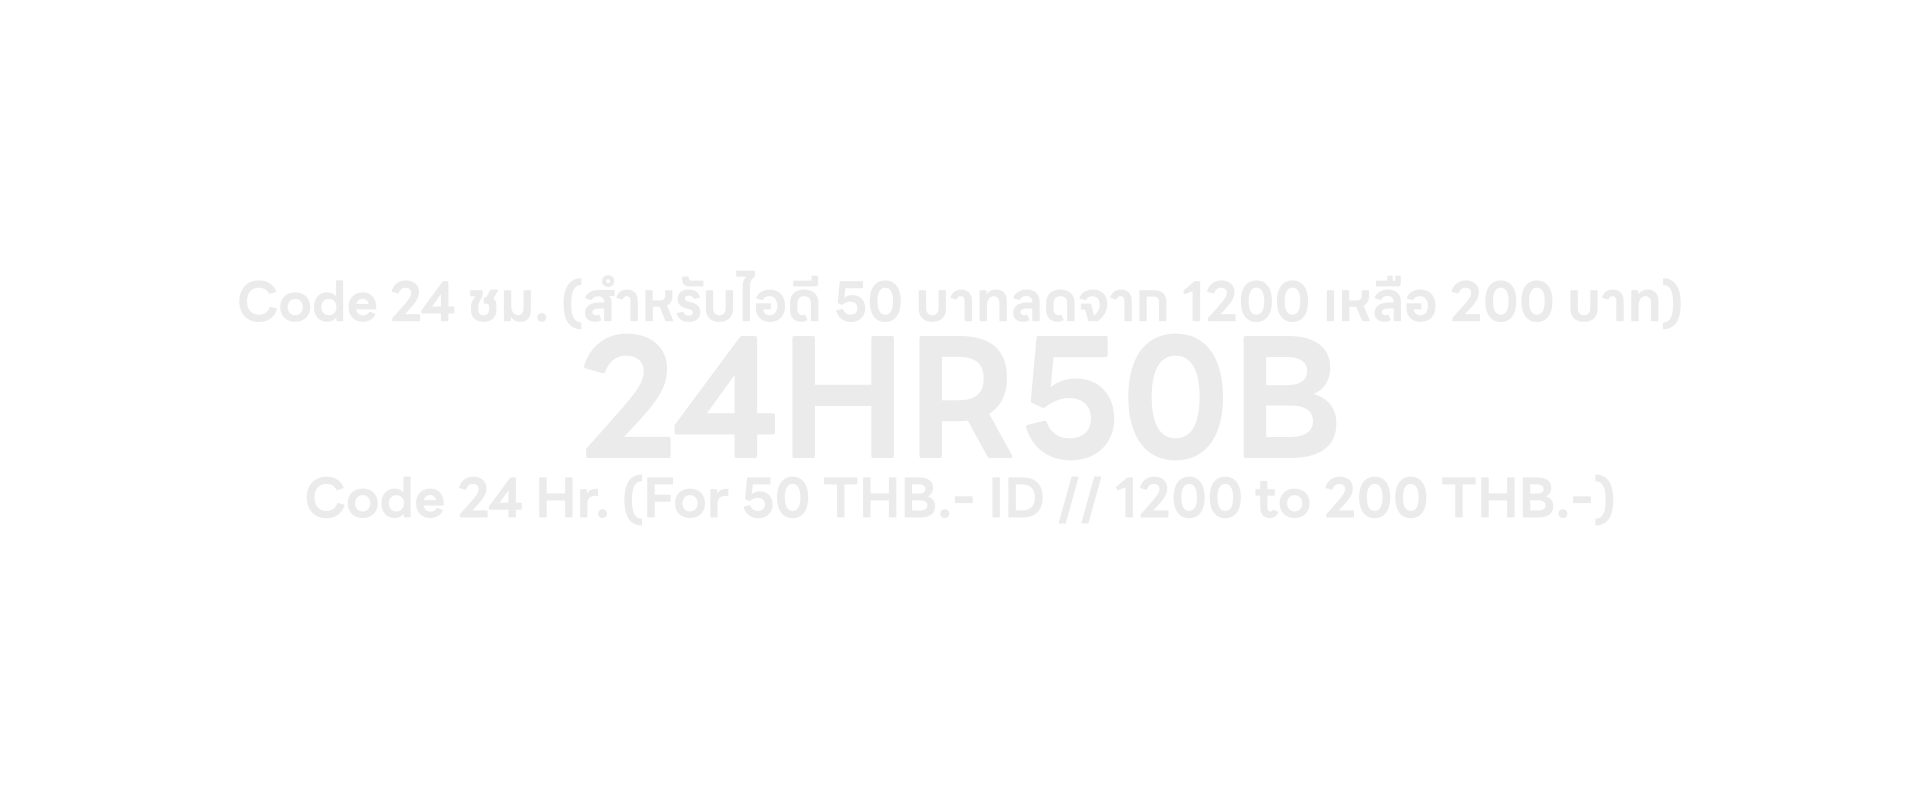 Code 24 ชม. (สำหรับไอดี 50 บาทลดจาก 1200 เหลือ 200 บาท)
24HR50B
Code 24 Hr. (For 50 THB.- ID // 1200 to 200 THB.-)